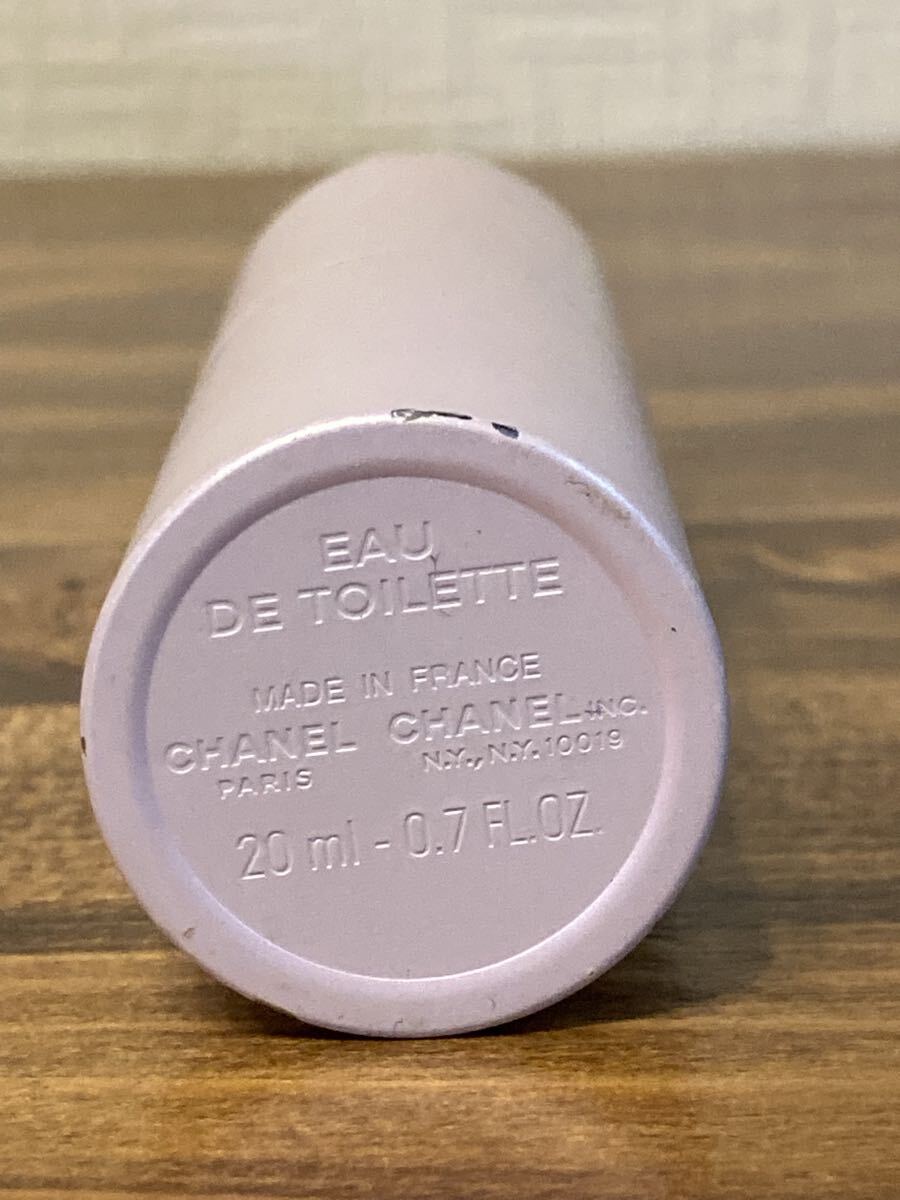 EAU
DE TOILETTE
MADE IN FRANCE
CHANEL CHANEL INC.
PARIS N.Y., N.Y. 10019
20 ml - 0.7 FL.OZ.